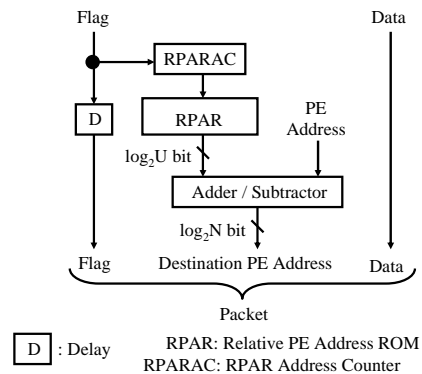 Flag Data
RPARAC
D RPAR PE
Address
log2U bit
Adder / Subtractor
log2N bit
Flag Destination PE Address Data
Packet
D : Delay RPAR: Relative PE Address ROM
RPARAC: RPAR Address Counter